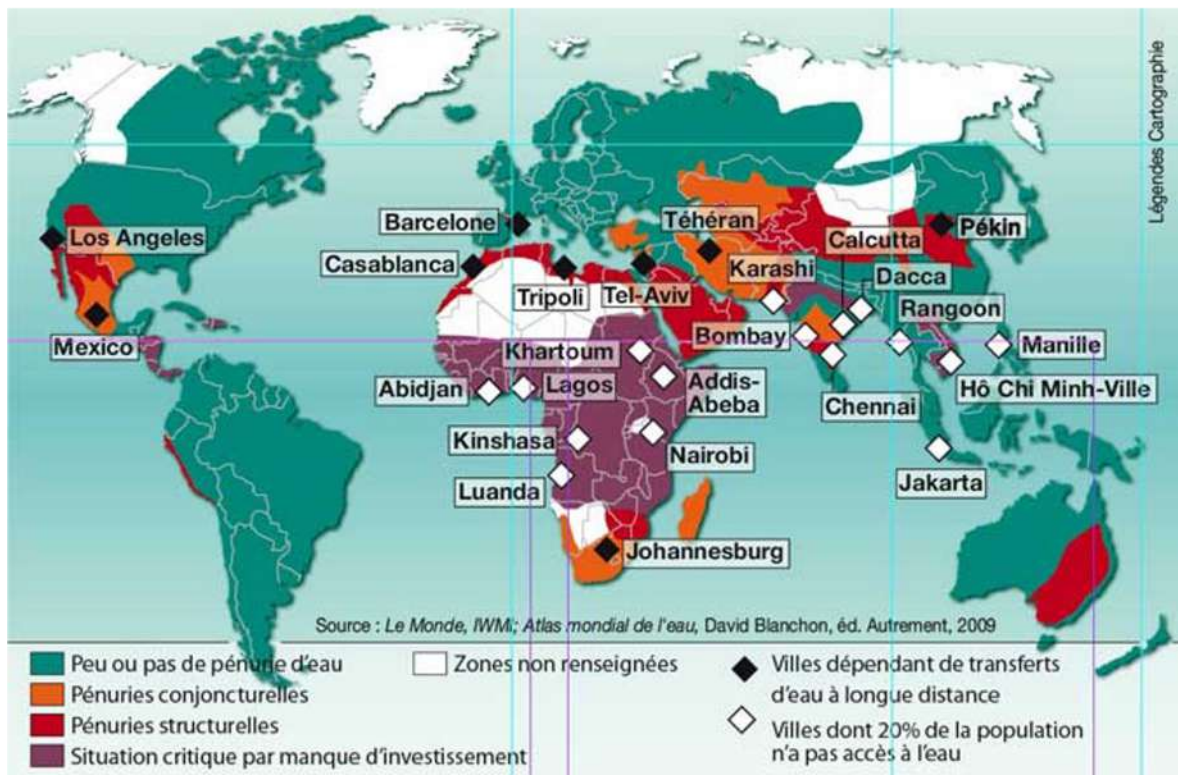 Légendes Cartographie
Los Angeles
Mexico
Barcelone
Casablanca
Tripoli
Tel-Aviv
Téhéran
Karashi
Calcutta
Pékin
Dacca
Rangoon
Bombay
Manille
Hô Chi Minh-Ville
Chennai
Jakarta
Khartoum
Abidjan
Lagos
Addis-
Abeba
Kinshasa
Nairobi
Luanda
Johannesburg
Source : Le Monde, IWMI; Atlas mondial de l'eau, David Blanchon, éd. Autrement, 2009
Peu ou pas de pénurie d'eau
Pénuries conjoncturelles
Pénuries structurelles
Situation critique par manque d'investissement
Zones non renseignées
Villes dépendant de transferts
d'eau à longue distance
Villes dont 20% de la population
n'a pas accès à l'eau